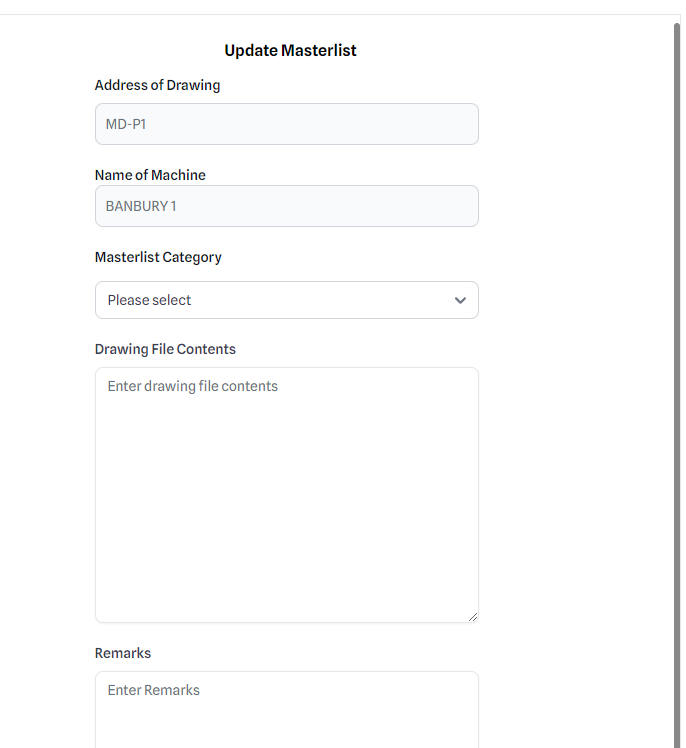 Update Masterlist
Address of Drawing
MD-P1
Name of Machine
BANBURY 1
Masterlist Category
Please select
Drawing File Contents
Enter drawing file contents
Remarks
Enter Remarks